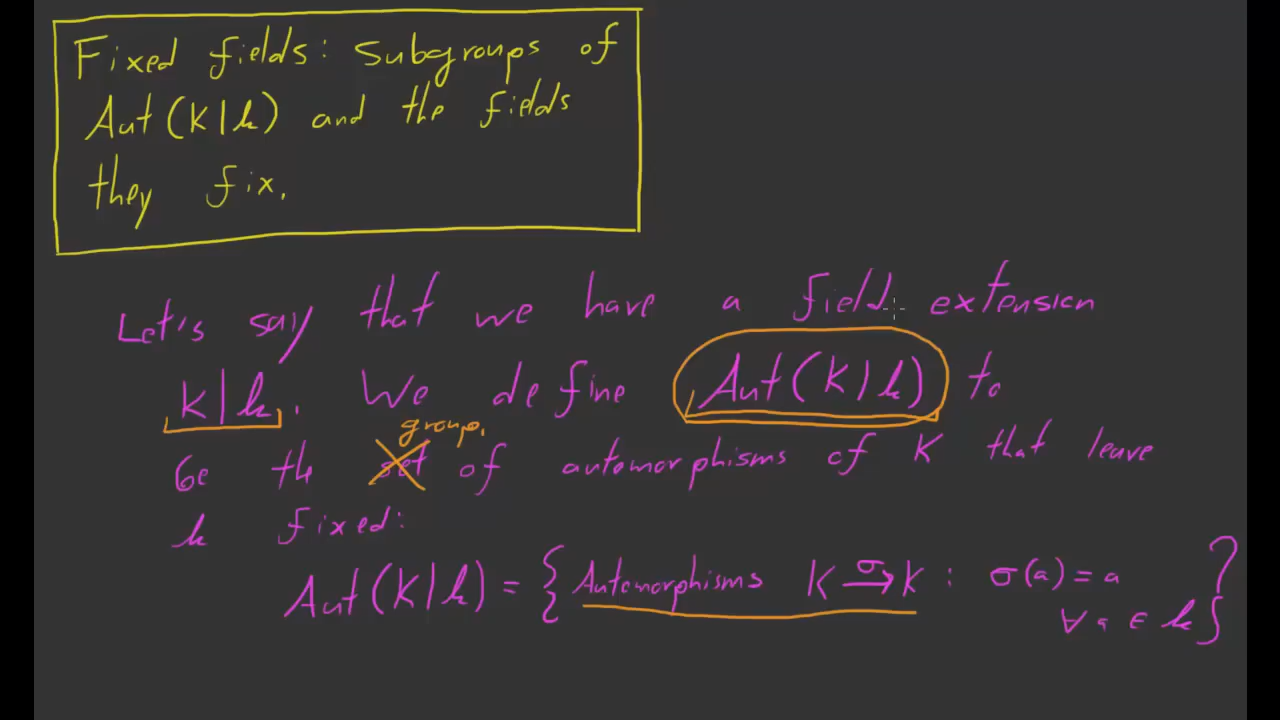 Fixed fields: Subgroups of
Aut(K|k) and the fields
they fix.
Let's say that we have a field extension
K|k. We define Aut(K|k) to
group.
be the set of automorphisms of K that leave
k fixed:
Aut(K|k) = { Automorphisms K \xrightarrow{σ} K : σ(a) = a
∀ a ∈ k }